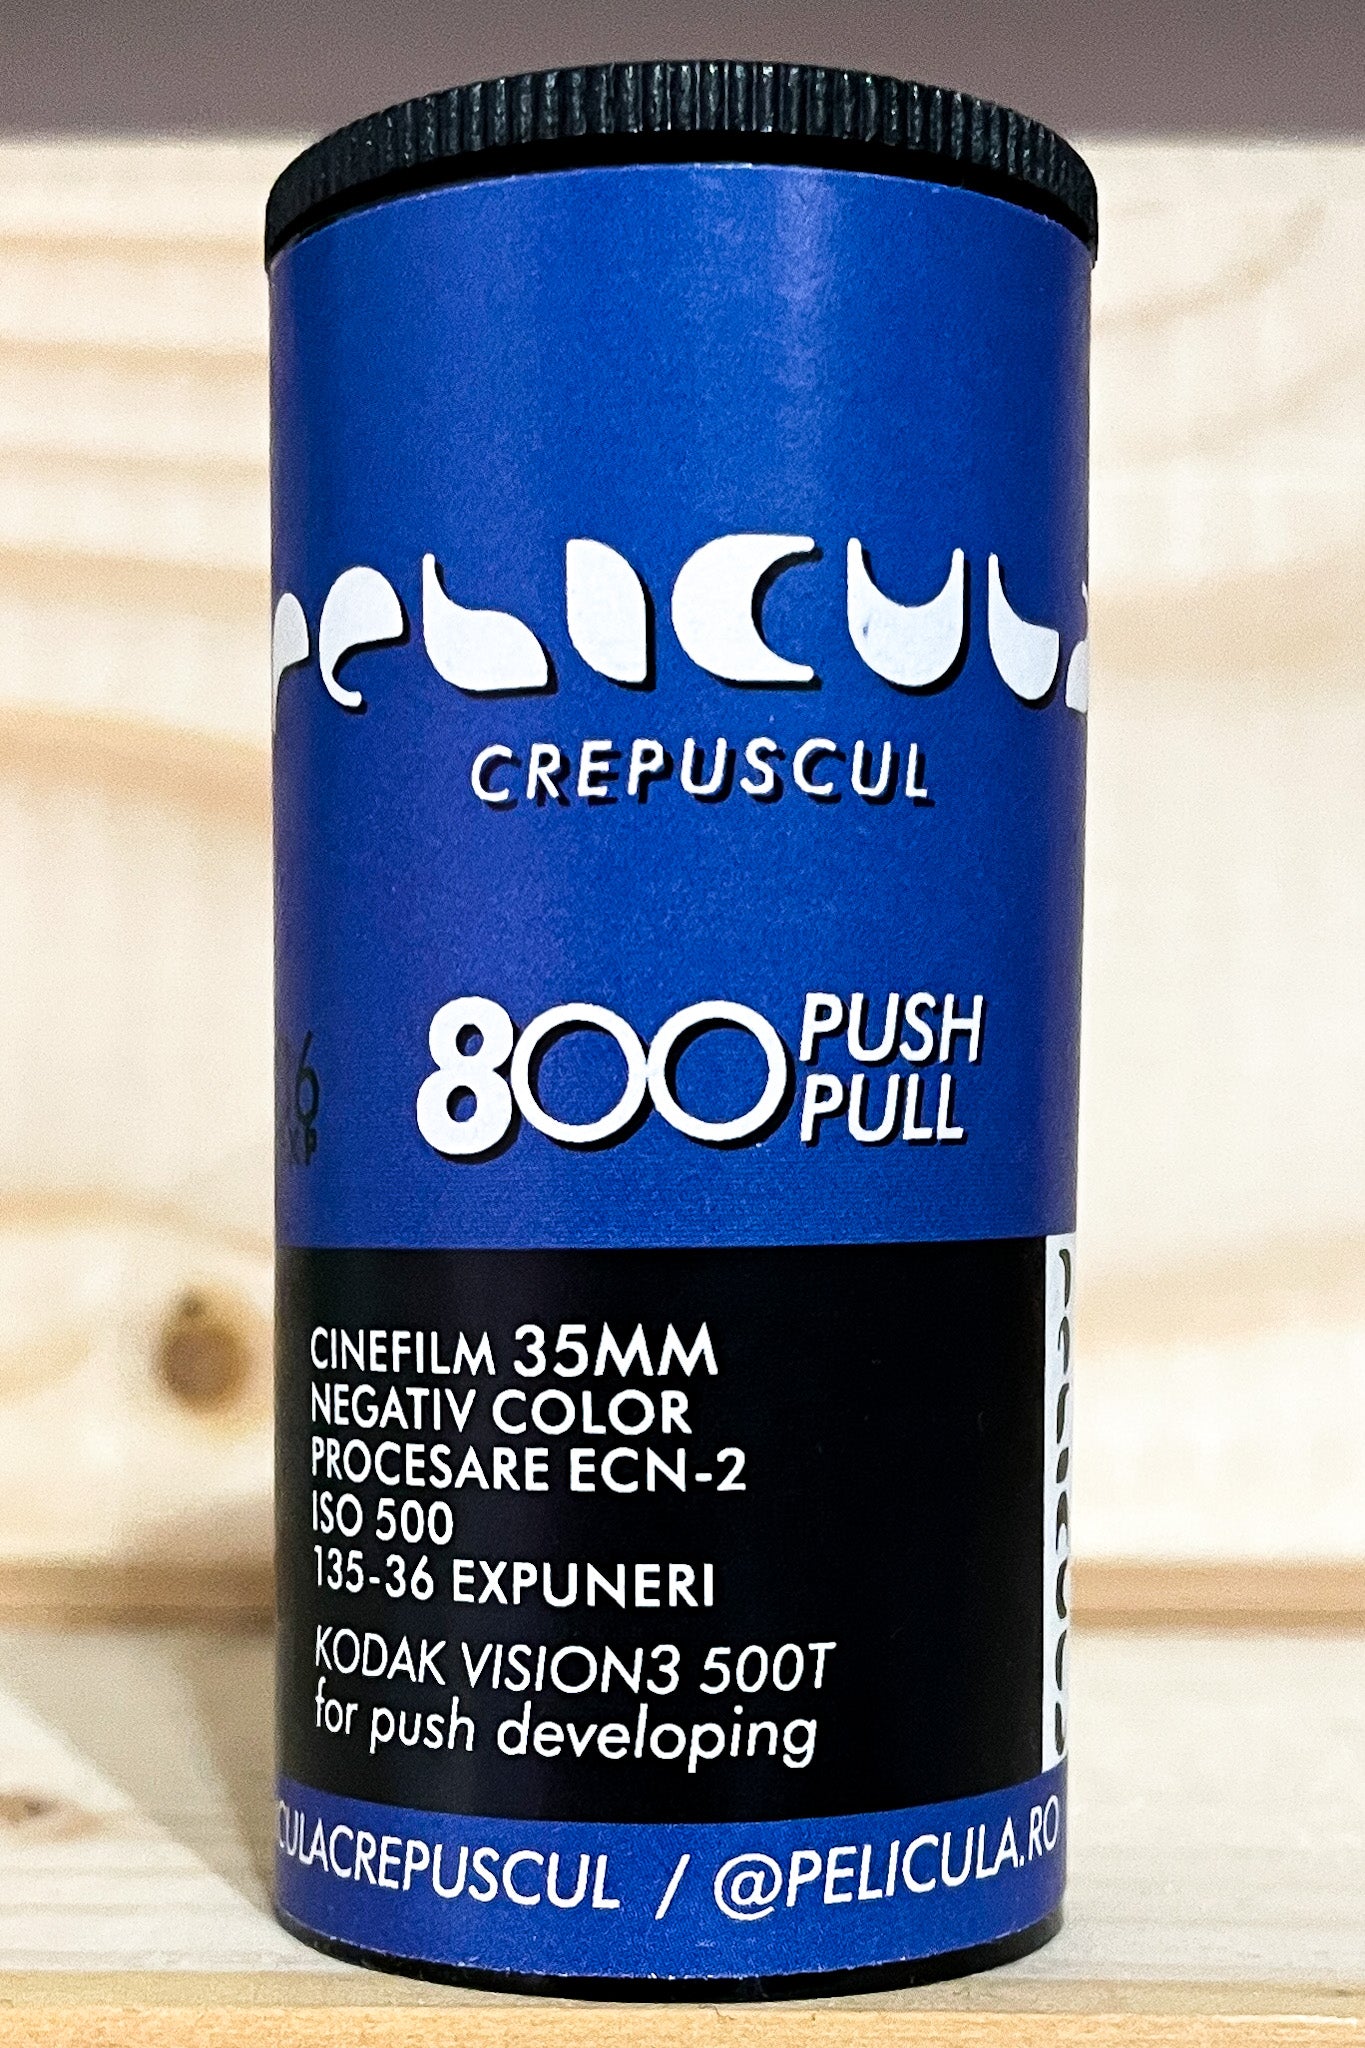 PELICULA
CREPUSCUL
800 PUSH
PULL
CINEFILM 35MM
NEGATIV COLOR
PROCESARE ECN-2
ISO 500
135-36 EXPUNERI
KODAK VISION3 500T
for push developing
CULACREPUSCUL / @PELICULA.RO